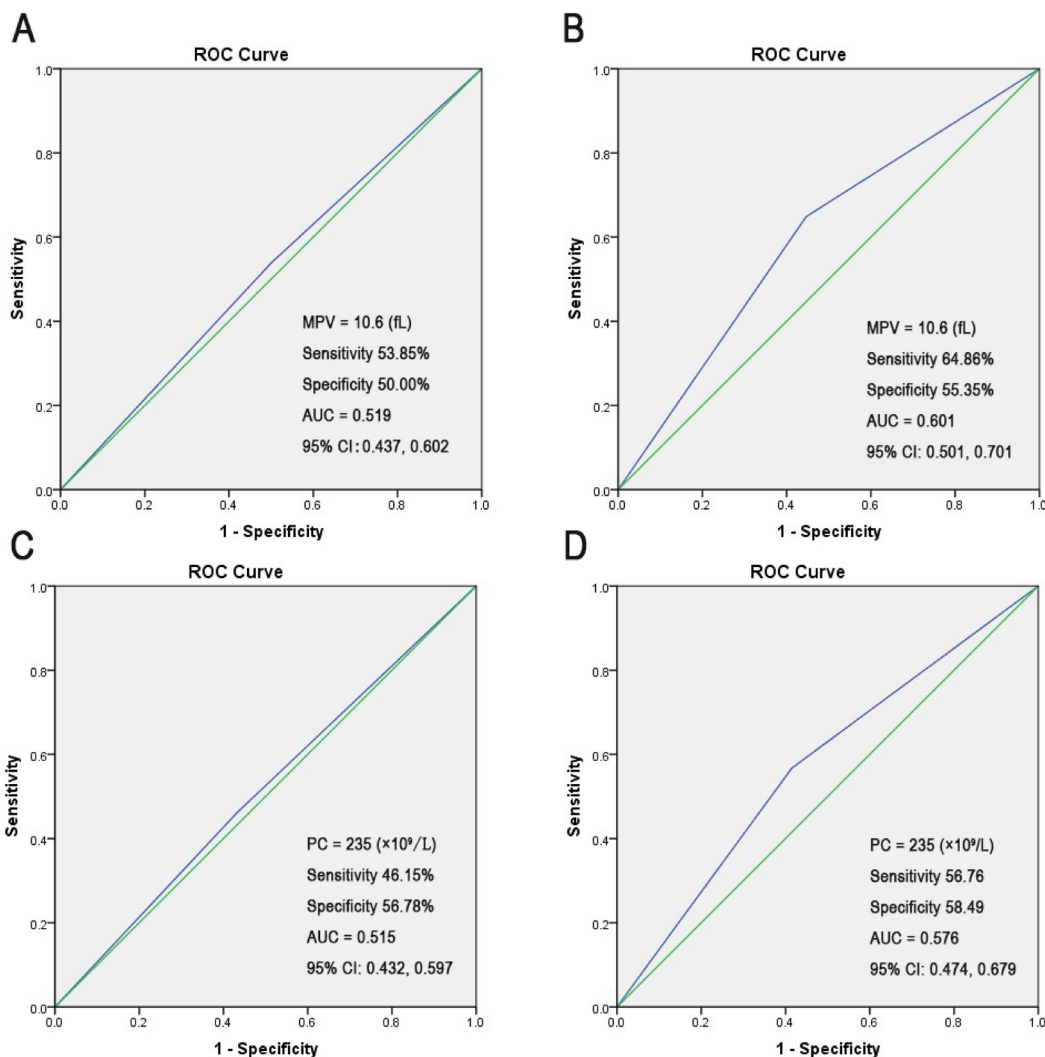 A
ROC Curve
1.0
0.8
0.6
0.4
0.2
0.0
Sensitivity
MPV = 10.6 (fL)
Sensitivity 53.85%
Specificity 50.00%
AUC = 0.519
95% CI: 0.437, 0.602
0.0 0.2 0.4 0.6 0.8 1.0
1 - Specificity
B
ROC Curve
1.0
0.8
0.6
0.4
0.2
0.0
Sensitivity
MPV = 10.6 (fL)
Sensitivity 64.86%
Specificity 55.35%
AUC = 0.601
95% CI: 0.501, 0.701
0.0 0.2 0.4 0.6 0.8 1.0
1 - Specificity
C
ROC Curve
1.0
0.8
0.6
0.4
0.2
0.0
Sensitivity
PC = 235 (×10⁹/L)
Sensitivity 46.15%
Specificity 56.78%
AUC = 0.515
95% CI: 0.432, 0.597
0.0 0.2 0.4 0.6 0.8 1.0
1 - Specificity
D
ROC Curve
1.0
0.8
0.6
0.4
0.2
0.0
Sensitivity
PC = 235 (×10⁹/L)
Sensitivity 56.76
Specificity 58.49
AUC = 0.576
95% CI: 0.474, 0.679
0.0 0.2 0.4 0.6 0.8 1.0
1 - Specificity